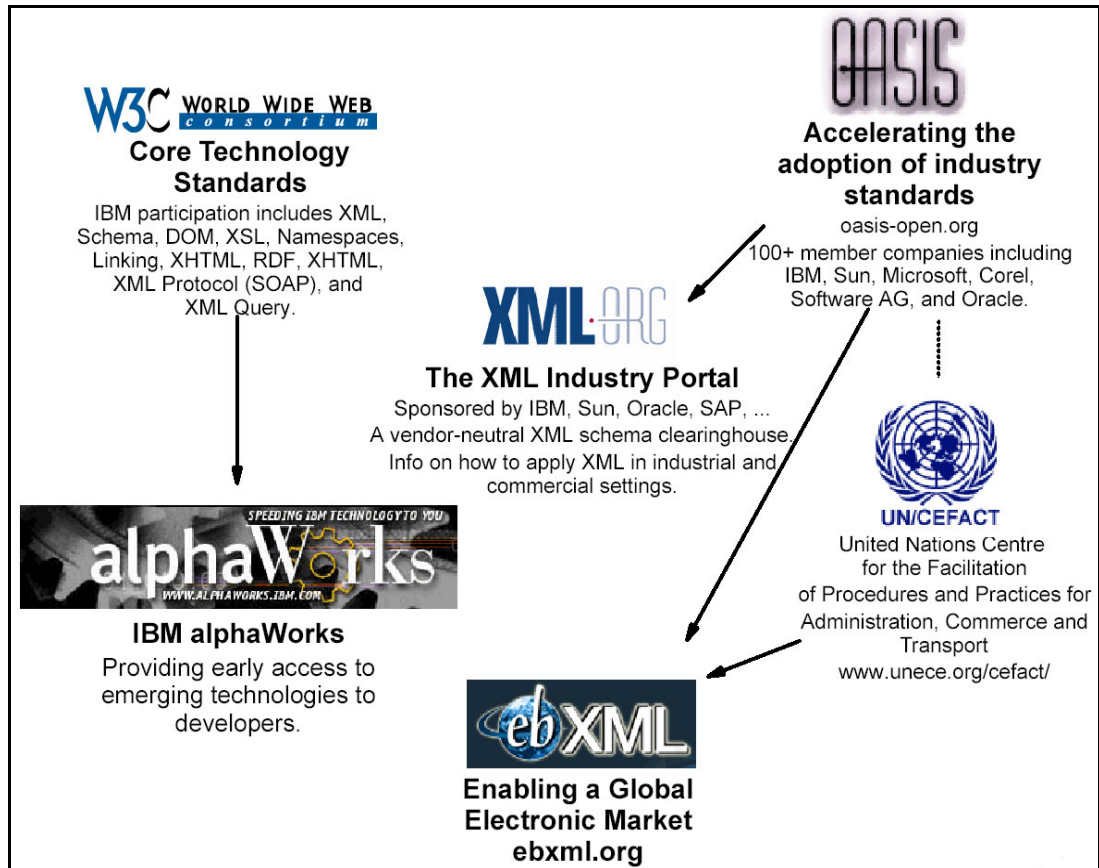 W3C WORLD WIDE WEB
consortium
Core Technology
Standards
IBM participation includes XML,
Schema, DOM, XSL, Namespaces,
Linking, XHTML, RDF, XHTML,
XML Protocol (SOAP), and
XML Query.
SPEEDING IBM TECHNOLOGY TO YOU
alphaWorks
WWW.ALPHAWORKS.IBM.COM
IBM alphaWorks
Providing early access to
emerging technologies to
developers.
XML.ORG
The XML Industry Portal
Sponsored by IBM, Sun, Oracle, SAP, ...
A vendor-neutral XML schema clearinghouse.
Info on how to apply XML in industrial and
commercial settings.
OASIS
Accelerating the
adoption of industry
standards
oasis-open.org
100+ member companies including
IBM, Sun, Microsoft, Corel,
Software AG, and Oracle.
UN/CEFACT
United Nations Centre
for the Facilitation
of Procedures and Practices for
Administration, Commerce and
Transport
www.unece.org/cefact/
ebXML
Enabling a Global
Electronic Market
ebxml.org